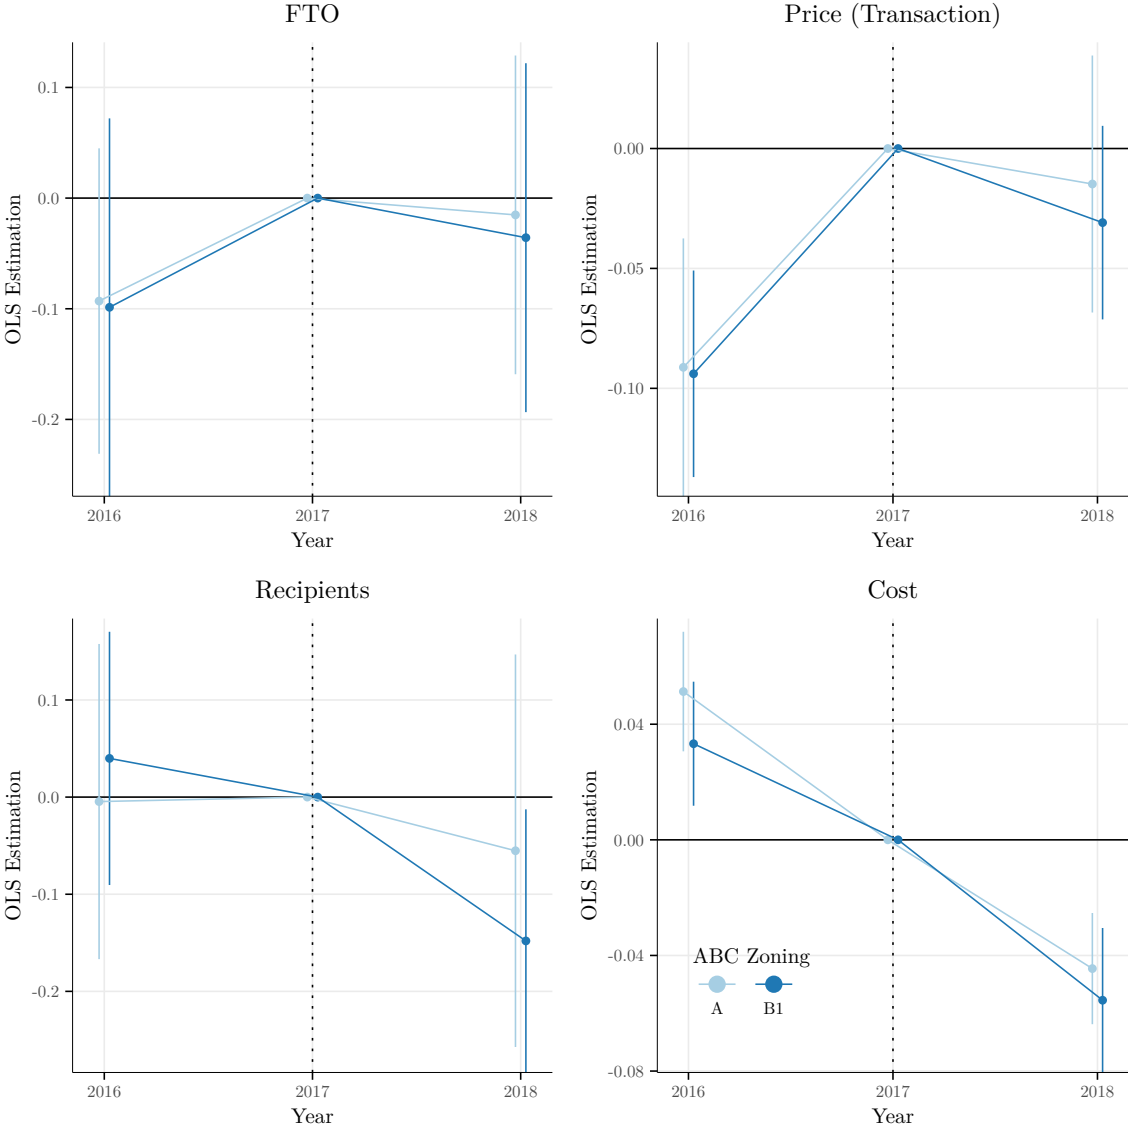 FTO
OLS Estimation
0.1
0.0
-0.1
-0.2
2016 2017 2018
Year
Price (Transaction)
OLS Estimation
0.00
-0.05
-0.10
2016 2017 2018
Year
Recipients
OLS Estimation
0.1
0.0
-0.1
-0.2
2016 2017 2018
Year
Cost
OLS Estimation
0.04
0.00
-0.04
-0.08
ABC Zoning
A B1
2016 2017 2018
Year